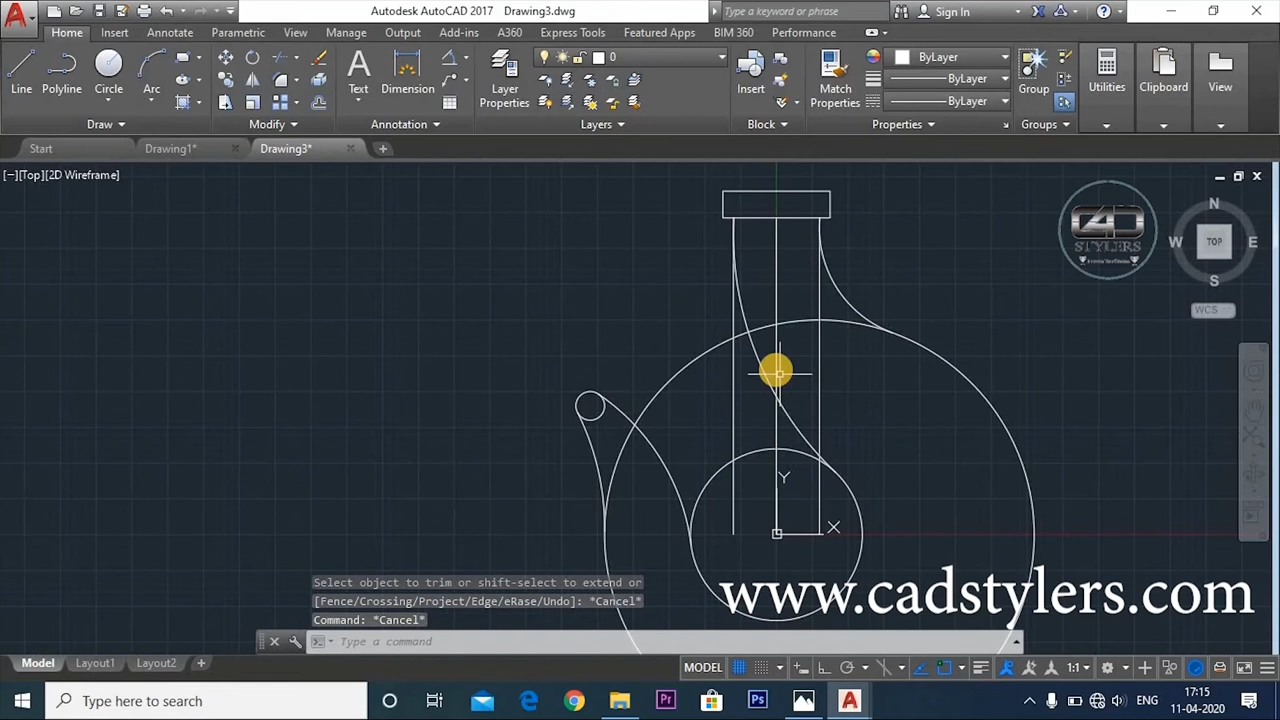 Autodesk AutoCAD 2017 Drawing3.dwg
Type a keyword or phrase
Sign In
Home Insert Annotate Parametric View Manage Output Add-ins A360 Express Tools Featured Apps BIM 360 Performance
Line Polyline Circle Arc
Text Dimension
Layer Properties
0
Insert
Match Properties
ByLayer
ByLayer
ByLayer
Group
Utilities
Clipboard
View
Draw Modify Annotation Layers Block Properties Groups
Start Drawing1* Drawing3*
[−][Top][2D Wireframe]
CAD
STYLERS
N
W TOP E
S
WCS
Y
X
Select object to trim or shift-select to extend or
[Fence/Crossing/Project/Edge/eRase/Undo]: *Cancel*
Command: *Cancel*
Type a command
www.cadstylers.com
Model Layout1 Layout2
MODEL
1:1
Type here to search
Pr
Ps
A
ENG
17:15
11-04-2020